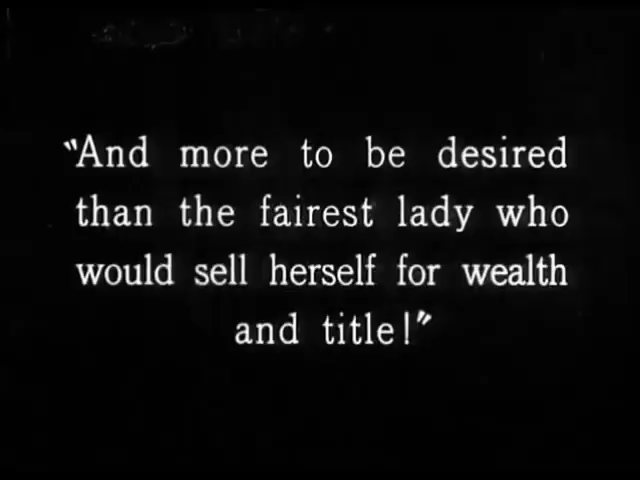 "And more to be desired
than the fairest lady who
would sell herself for wealth
and title!"